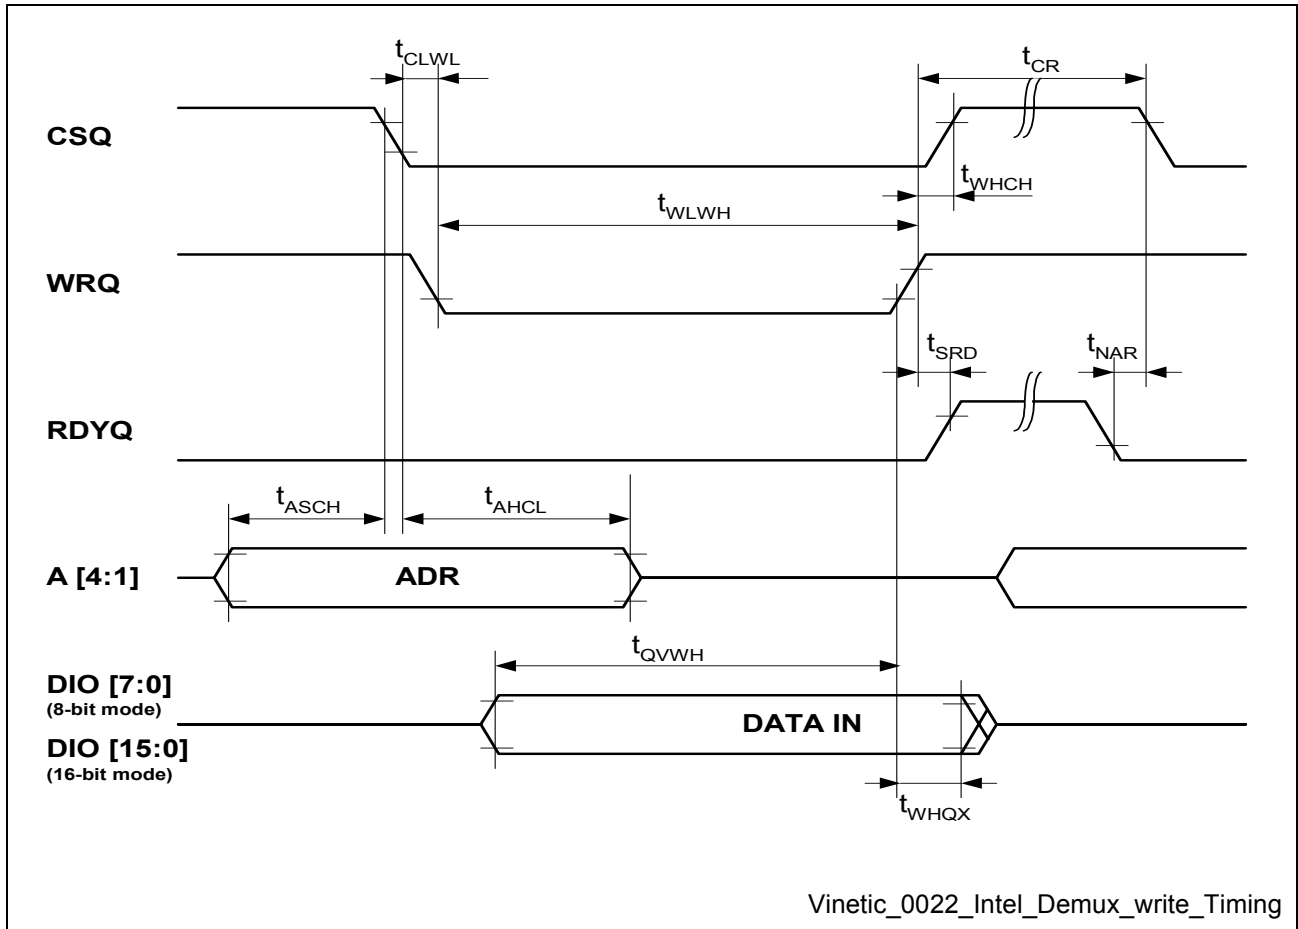 tCLWL
tCR
CSQ
tWHCH
tWLWH
WRQ
tSRD
tNAR
RDYQ
tASCH
tAHCL
A [4:1]
ADR
tQVWH
DIO [7:0]
(8-bit mode)
DATA IN
DIO [15:0]
(16-bit mode)
tWHQX
Vinetic_0022_Intel_Demux_write_Timing